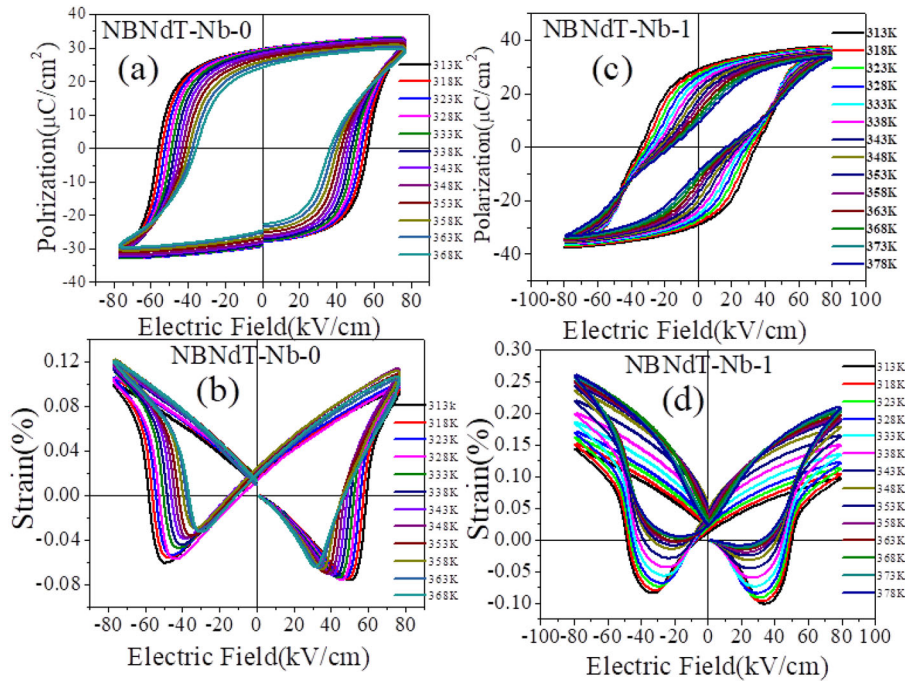 NBNdT-Nb-0
(a)
Polrization(μC/cm²)
40
30
20
10
0
-10
-20
-30
-40
-80 -60 -40 -20 0 20 40 60 80
Electric Field(kV/cm)
313K
318K
323K
328K
333K
338K
343K
348K
353K
358K
363K
368K
NBNdT-Nb-1
(c)
Polarization(μC/cm²)
40
20
0
-20
-40
-100 -80 -60 -40 -20 0 20 40 60 80 100
Electric Field(kV/cm)
313K
318K
323K
328K
333K
338K
343K
348K
353K
358K
363K
368K
373K
378K
NBNdT-Nb-0
(b)
Strain(%)
0.12
0.08
0.04
0.00
-0.04
-0.08
-80 -60 -40 -20 0 20 40 60 80
Electric Field(kV/cm)
313k
318K
323K
328K
333K
338K
343K
348K
353K
358K
363K
368K
NBNdT-Nb-1
(d)
Strain(%)
0.30
0.25
0.20
0.15
0.10
0.05
0.00
-0.05
-0.10
-100 -80 -60 -40 -20 0 20 40 60 80 100
Electric Field(kV/cm)
313K
318K
323K
328K
333K
338K
343K
348K
353K
358K
363K
368K
373K
378K